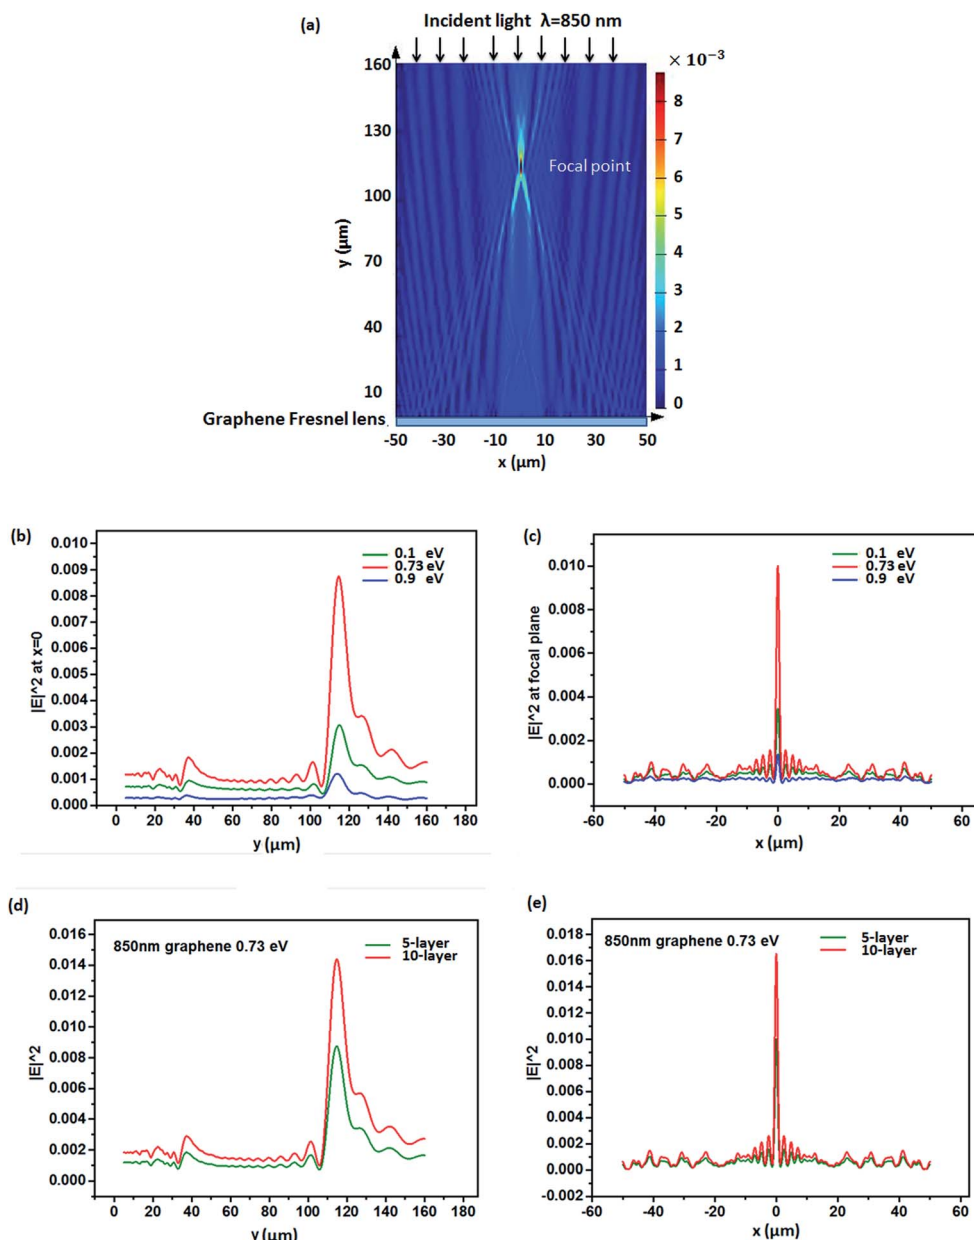 (a)
Incident light λ=850 nm
× 10⁻³
160
130
100
70
40
10
y (μm)
8
7
6
5
4
3
2
1
0
Focal point
Graphene Fresnel lens
-50 -30 -10 10 30 50
x (μm)
(b)
0.010
0.009
0.008
0.007
0.006
0.005
0.004
0.003
0.002
0.001
0.000
|E|^2 at x=0
0.1 eV
0.73 eV
0.9 eV
0 20 40 60 80 100 120 140 160 180
y (μm)
(c)
0.010
0.008
0.006
0.004
0.002
0.000
|E|^2 at focal plane
0.1 eV
0.73 eV
0.9 eV
-60 -40 -20 0 20 40 60
x (μm)
(d)
0.016
0.014
0.012
0.010
0.008
0.006
0.004
0.002
0.000
|E|^2
850nm graphene 0.73 eV
5-layer
10-layer
0 20 40 60 80 100 120 140 160 180
y (μm)
(e)
0.018
0.016
0.014
0.012
0.010
0.008
0.006
0.004
0.002
0.000
-0.002
|E|^2
850nm graphene 0.73 eV
5-layer
10-layer
-60 -40 -20 0 20 40 60
x (μm)